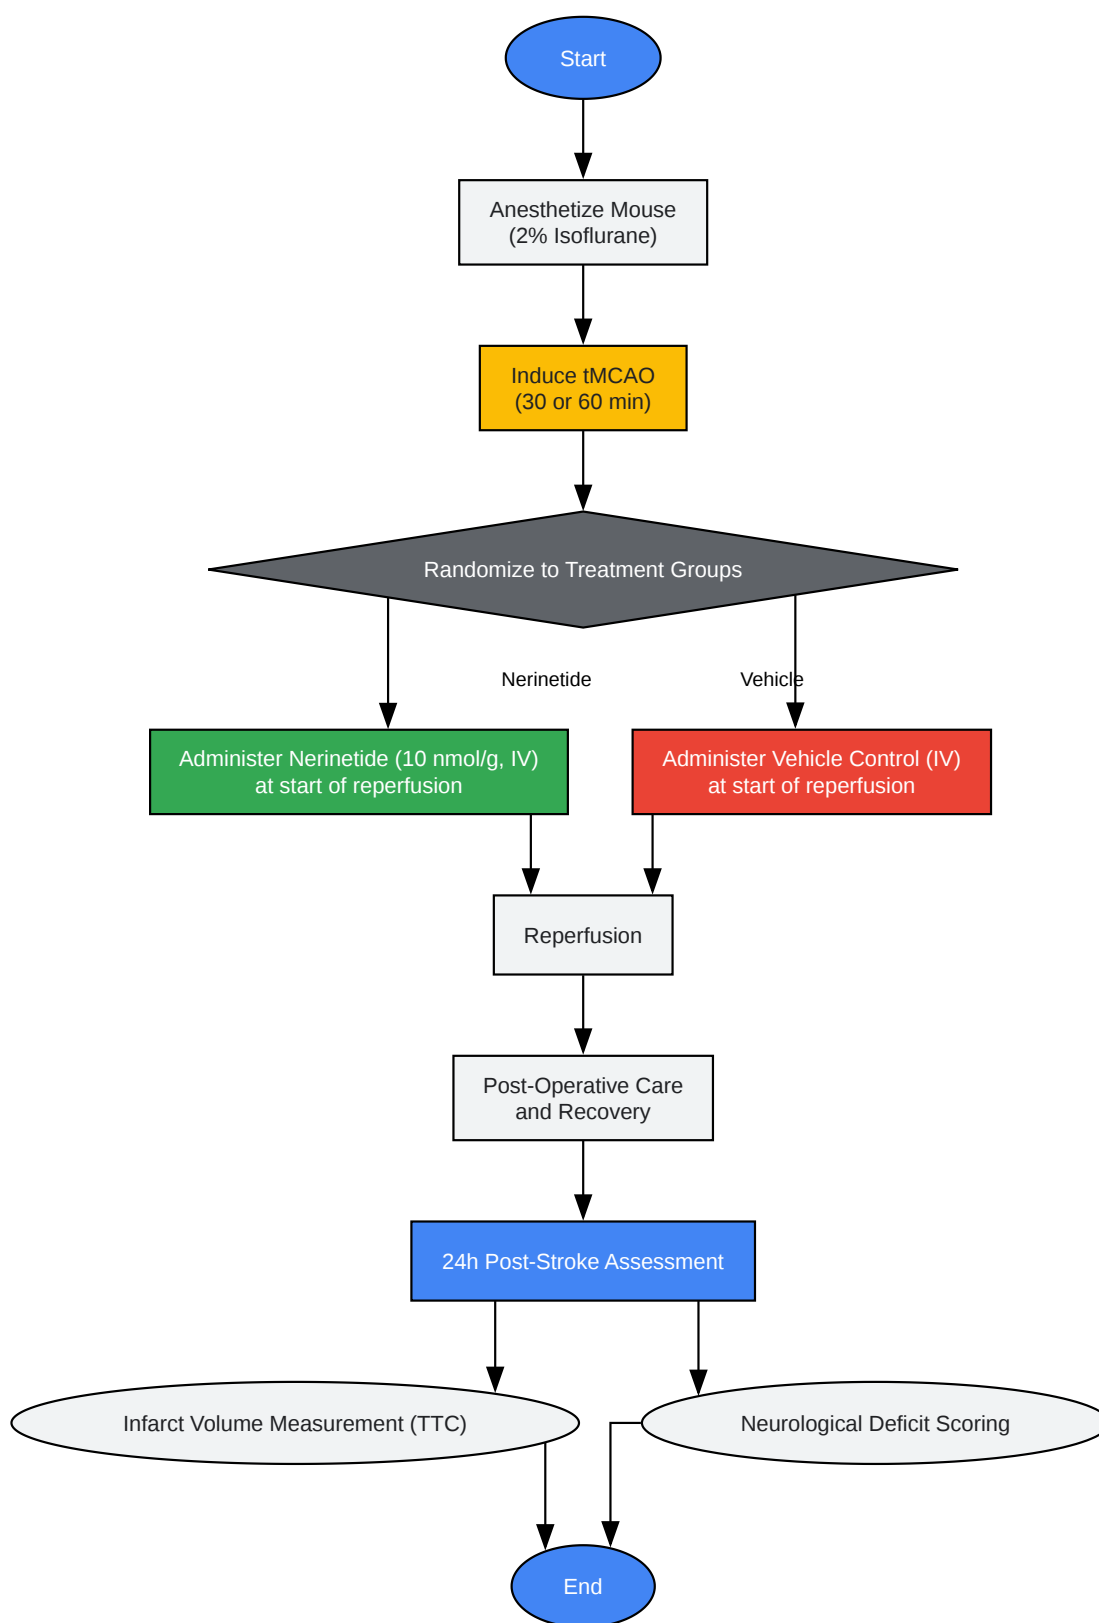 Start
Anesthetize Mouse
(2% Isoflurane)
Induce tMCAO
(30 or 60 min)
Randomize to Treatment Groups
Nerinetide
Vehicle
Administer Nerinetide (10 nmol/g, IV)
at start of reperfusion
Administer Vehicle Control (IV)
at start of reperfusion
Reperfusion
Post-Operative Care
and Recovery
24h Post-Stroke Assessment
Infarct Volume Measurement (TTC)
Neurological Deficit Scoring
End